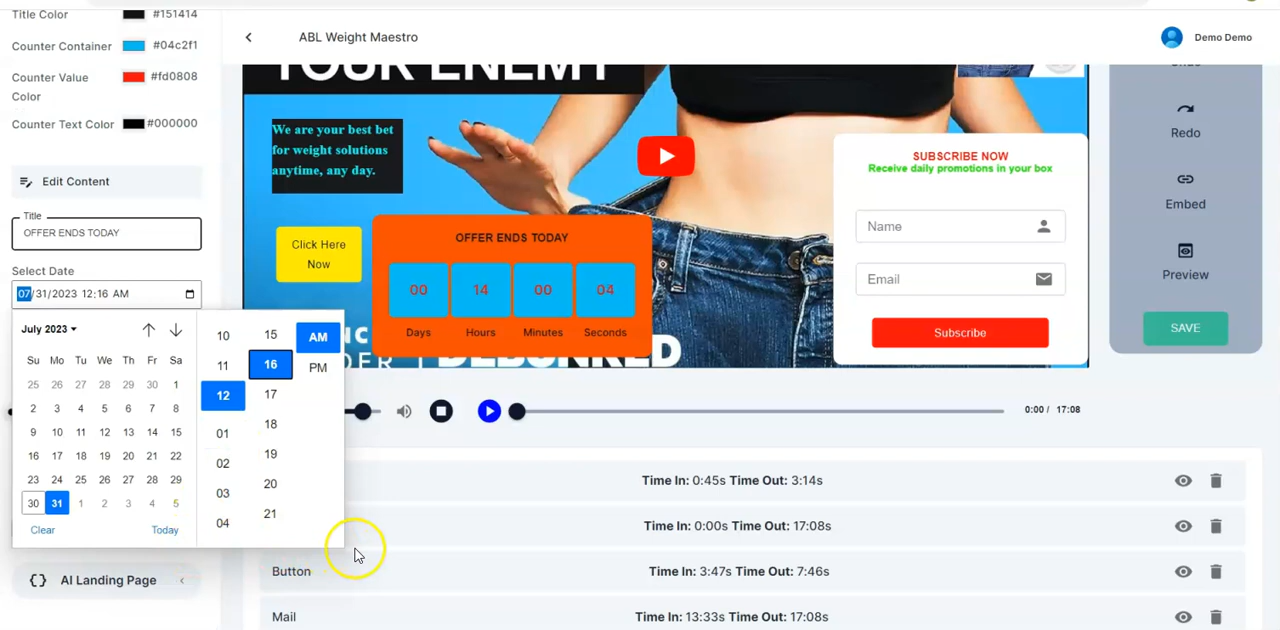 Title Color #151414
Counter Container #04c2f1
Counter Value
Color
#fd0808
Counter Text Color #000000
Edit Content
Title
OFFER ENDS TODAY
Select Date
07/31/2023 12:16 AM
July 2023
Su Mo Tu We Th Fr Sa
25 26 27 28 29 30 1
2 3 4 5 6 7 8
9 10 11 12 13 14 15
16 17 18 19 20 21 22
23 24 25 26 27 28 29
30 31 1 2 3 4 5
Clear Today
10 15 AM
11 16 PM
12 17
01 18
02 19
03 20
04 21
AI Landing Page
ABL Weight Maestro
Demo Demo
YOUR ENEMY
We are your best bet
for weight solutions
anytime, any day.
Click Here
Now
OFFER ENDS TODAY
00 14 00 04
Days Hours Minutes Seconds
DEBUNKED
SUBSCRIBE NOW
Receive daily promotions in your box
Name
Email
Subscribe
Undo
Redo
Embed
Preview
SAVE
0:00 / 17:08
Time In: 0:45s Time Out: 3:14s
Time In: 0:00s Time Out: 17:08s
Button Time In: 3:47s Time Out: 7:46s
Mail Time In: 13:33s Time Out: 17:08s